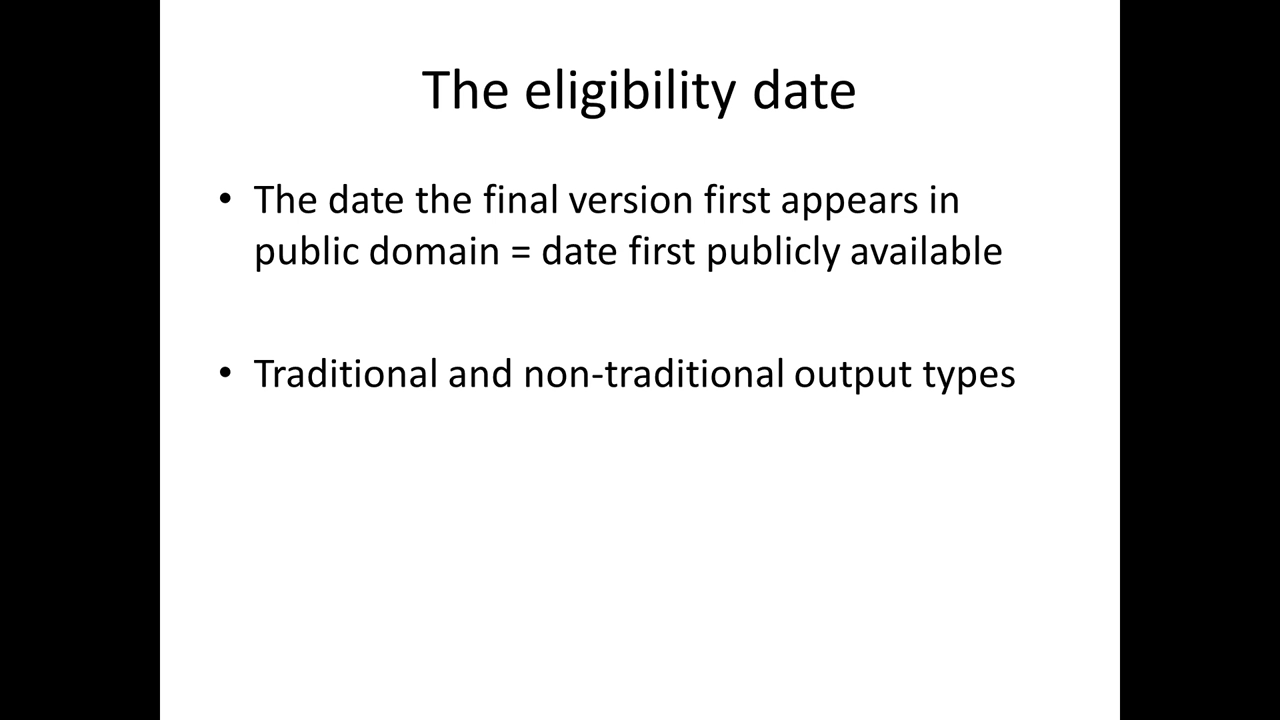 The eligibility date
• The date the final version first appears in
public domain = date first publicly available
• Traditional and non-traditional output types